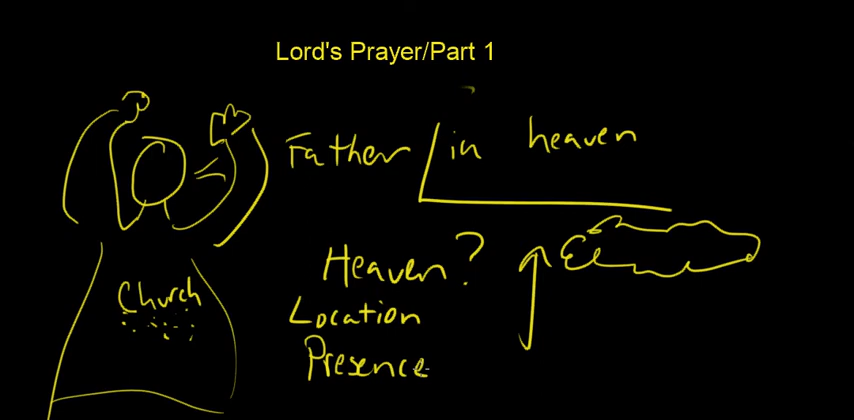 Lord's Prayer/Part 1
Father / in heaven
Heaven?
Church
Location
Presence